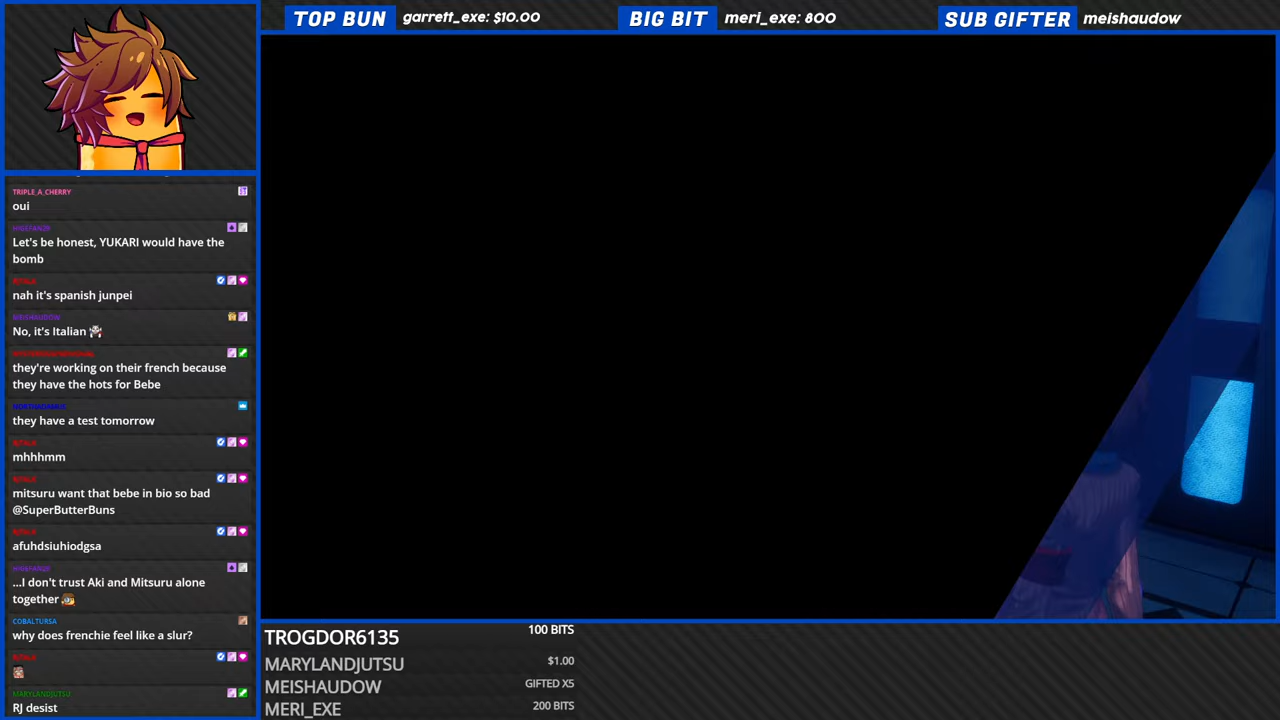 TOP BUN garrett_exe: $10.00 BIG BIT meri_exe: 800 SUB GIFTER meishaudow
TRIPLE_A_CHERRY
oui
Let's be honest, YUKARI would have the
bomb
nah it's spanish junpei
MEISHAUDOW
No, it's Italian
they're working on their french because
they have the hots for Bebe
they have a test tomorrow
mhhhmm
mitsuru want that bebe in bio so bad
@SuperButterBuns
afuhdsiuhiodgsa
...I don't trust Aki and Mitsuru alone
together
COBALTURSA
why does frenchie feel like a slur?
MARYLANDJUTSU
RJ desist
TROGDOR6135 100 BITS
MARYLANDJUTSU $1.00
MEISHAUDOW GIFTED X5
MERI_EXE 200 BITS